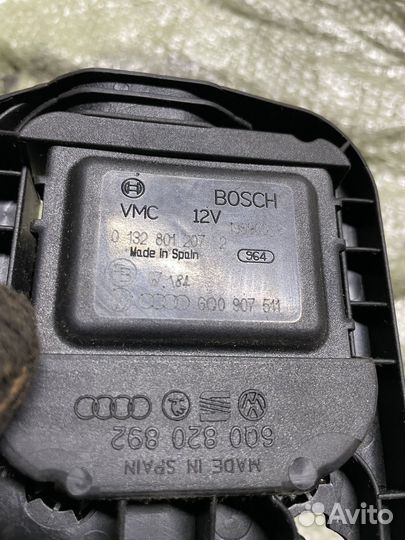 BOSCH
VMC 12V
0 132 801 207 2
Made in Spain 964
6Q0 907 511
6Q0 820 892
MADE IN SPAIN
Avito